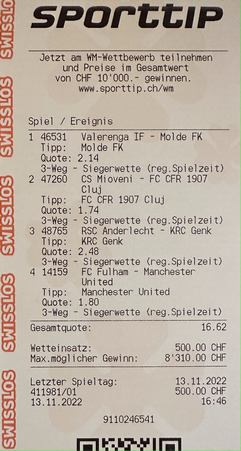 SPORTTIP
Jetzt am WM-Wettbewerb teilnehmen
und Preise im Gesamtwert
von CHF 10'000.- gewinnen.
www.sporttip.ch/wm
Spiel / Ereignis
1 46531 Valerenga IF - Molde FK
Tipp: Molde FK
Quote: 2.14
3-Weg - Siegerwette (reg.Spielzeit)
2 47260 CS Mioveni - FC CFR 1907
Cluj
Tipp: FC CFR 1907 Cluj
Quote: 1.74
3-Weg - Siegerwette (reg.Spielzeit)
3 48765 RSC Anderlecht - KRC Genk
Tipp: KRC Genk
Quote: 2.48
3-Weg - Siegerwette (reg.Spielzeit)
4 14159 FC Fulham - Manchester
United
Tipp: Manchester United
Quote: 1.80
3-Weg - Siegerwette (reg.Spielzeit)
Gesamtquote: 16.62
Wetteinsatz: 500.00 CHF
Max.möglicher Gewinn: 8'310.00 CHF
Letzter Spieltag: 13.11.2022
411981/01 500.00 CHF
13.11.2022 16:46
9110246541
SWISSLOS
SWISSLOS
SWISSLOS
SWISSLOS
SWISSLOS
SWISSLOS